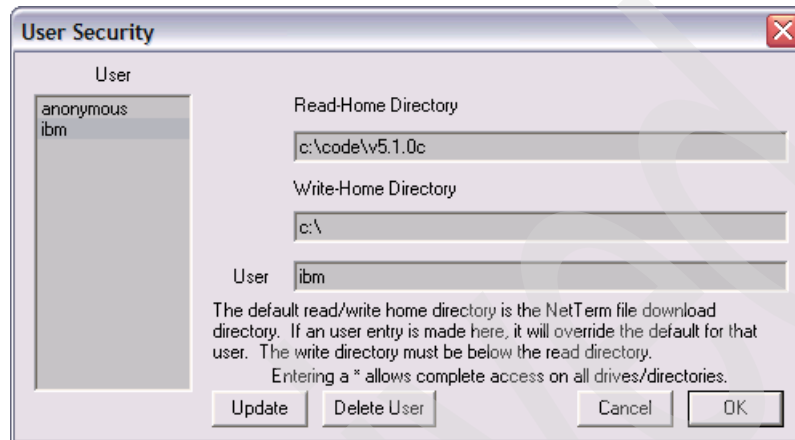 User Security
User
anonymous
ibm
Read-Home Directory
c:\code\v5.1.0c
Write-Home Directory
c:\
User
ibm
The default read/write home directory is the NetTerm file download
directory. If an user entry is made here, it will override the default for that
user. The write directory must be below the read directory.
Entering a * allows complete access on all drives/directories.
Update
Delete User
Cancel
OK